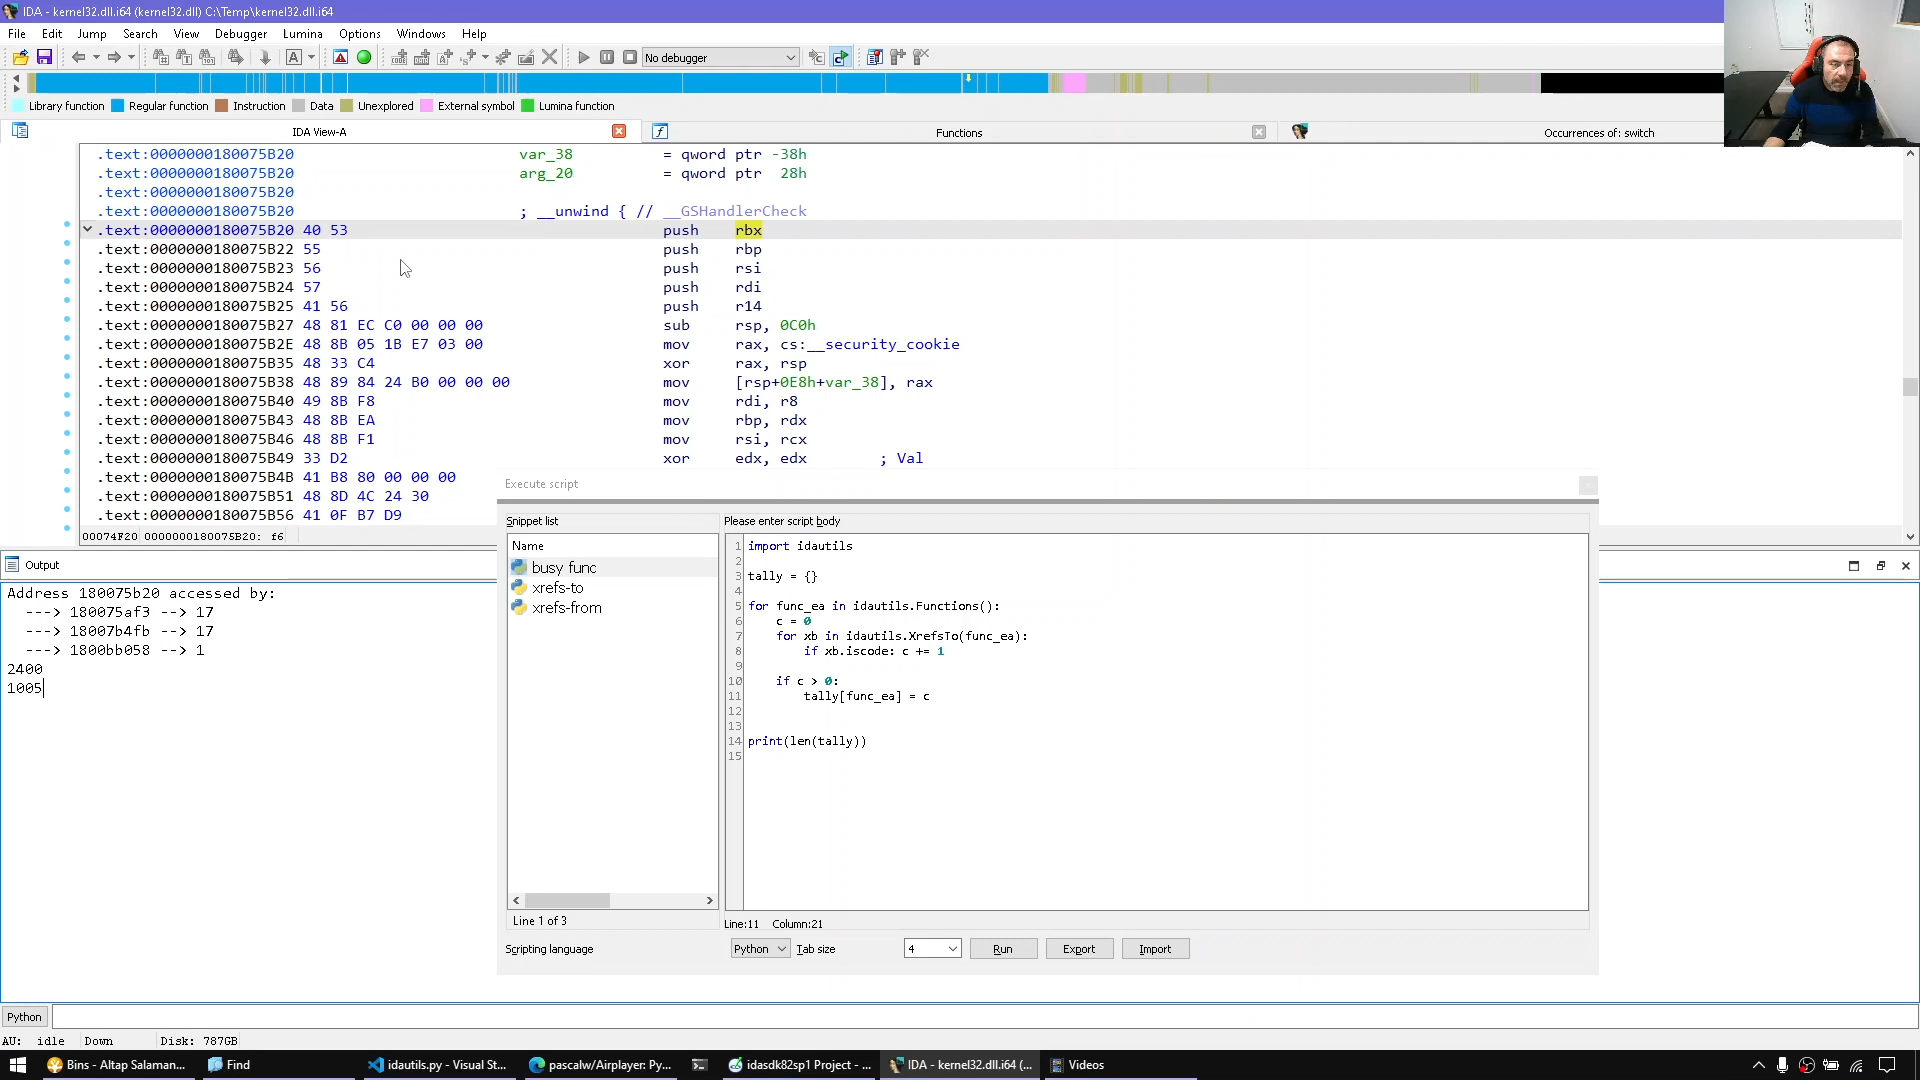 IDA - kernel32.dll.i64 (kernel32.dll) C:\Temp\kernel32.dll.i64
File Edit Jump Search View Debugger Lumina Options Windows Help
No debugger
Library function Regular function Instruction Data Unexplored External symbol Lumina function
IDA View-A Functions Occurrences of: switch
.text:0000000180075B20 var_38 = qword ptr -38h
.text:0000000180075B20 arg_20 = qword ptr 28h
.text:0000000180075B20
.text:0000000180075B20 ; __unwind { // __GSHandlerCheck
.text:0000000180075B20 40 53 push rbx
.text:0000000180075B22 55 push rbp
.text:0000000180075B23 56 push rsi
.text:0000000180075B24 57 push rdi
.text:0000000180075B25 41 56 push r14
.text:0000000180075B27 48 81 EC C0 00 00 00 sub rsp, 0C0h
.text:0000000180075B2E 48 8B 05 1B E7 03 00 mov rax, cs:__security_cookie
.text:0000000180075B35 48 33 C4 xor rax, rsp
.text:0000000180075B38 48 89 84 24 B0 00 00 00 mov [rsp+0E8h+var_38], rax
.text:0000000180075B40 49 8B F8 mov rdi, r8
.text:0000000180075B43 48 8B EA mov rbp, rdx
.text:0000000180075B46 48 8B F1 mov rsi, rcx
.text:0000000180075B49 33 D2 xor edx, edx ; Val
.text:0000000180075B4B 41 B8 80 00 00 00
.text:0000000180075B51 48 8D 4C 24 30
.text:0000000180075B56 41 0F B7 D9
00074F20 0000000180075B20: f6
Output
Address 180075b20 accessed by:
---> 180075af3 --> 17
---> 18007b4fb --> 17
---> 1800bb058 --> 1
2400
1005
Execute script
Snippet list
Name
busy func
xrefs-to
xrefs-from
Line 1 of 3
Please enter script body
1 import idautils
2
3 tally = {}
4
5 for func_ea in idautils.Functions():
6 c = 0
7 for xb in idautils.XrefsTo(func_ea):
8 if xb.iscode: c += 1
9
10 if c > 0:
11 tally[func_ea] = c
12
13
14 print(len(tally))
15
Line:11 Column:21
Scripting language Python Tab size 4 Run Export Import
Python
AU: idle Down Disk: 787GB
Bins - Altap Salaman... Find idautils.py - Visual St... pascalw/Airplayer: Py... idasdk82sp1 Project - ... IDA - kernel32.dll.i64 (... Videos